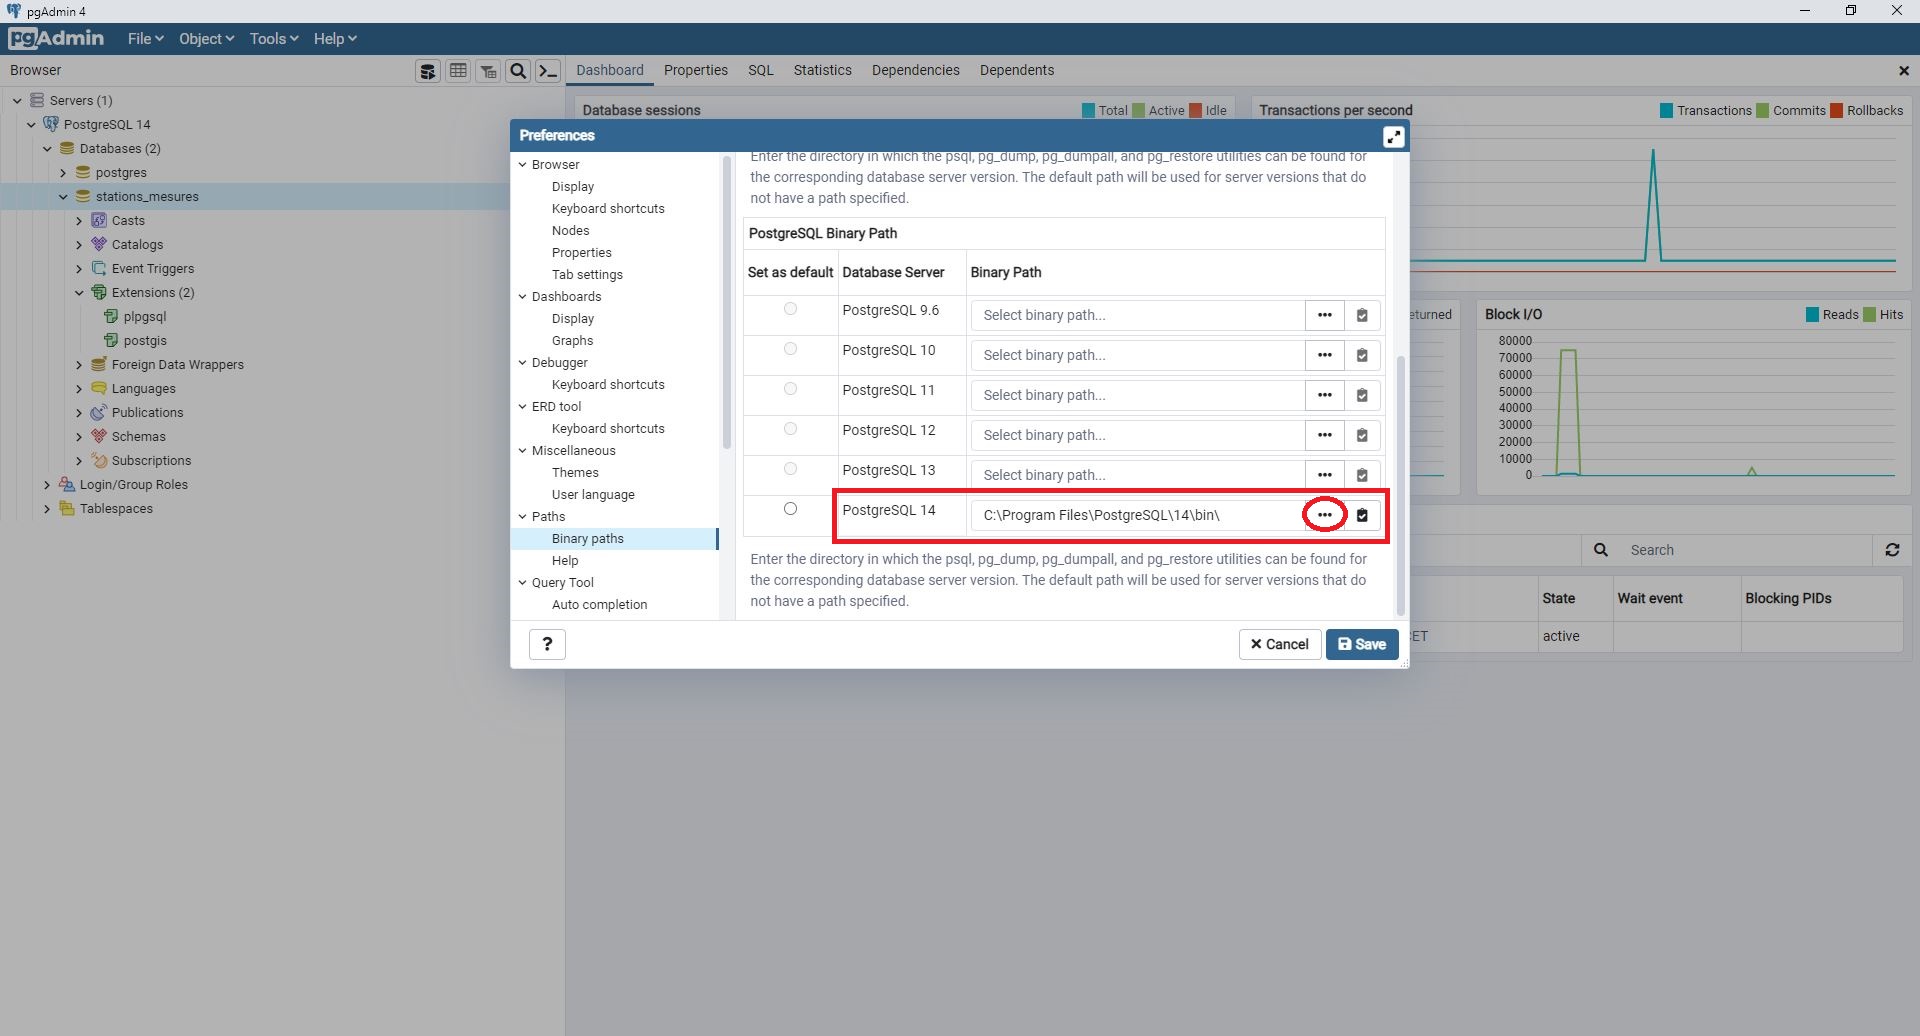 pgAdmin 4
pgAdmin File Object Tools Help
Browser
Dashboard Properties SQL Statistics Dependencies Dependents
Servers (1)
PostgreSQL 14
Databases (2)
postgres
stations_mesures
Casts
Catalogs
Event Triggers
Extensions (2)
plpgsql
postgis
Foreign Data Wrappers
Languages
Publications
Schemas
Subscriptions
Login/Group Roles
Tablespaces
Database sessions Total Active Idle
Transactions per second Transactions Commits Rollbacks
Preferences
Browser
Display
Keyboard shortcuts
Nodes
Properties
Tab settings
Dashboards
Display
Graphs
Debugger
Keyboard shortcuts
ERD tool
Keyboard shortcuts
Miscellaneous
Themes
User language
Paths
Binary paths
Help
Query Tool
Auto completion
Enter the directory in which the psql, pg_dump, pg_dumpall, and pg_restore utilities can be found for
the corresponding database server version. The default path will be used for server versions that do
not have a path specified.
PostgreSQL Binary Path
Set as default Database Server Binary Path
PostgreSQL 9.6 Select binary path... •••
PostgreSQL 10 Select binary path... •••
PostgreSQL 11 Select binary path... •••
PostgreSQL 12 Select binary path... •••
PostgreSQL 13 Select binary path... •••
PostgreSQL 14 C:\Program Files\PostgreSQL\14\bin\ •••
Enter the directory in which the psql, pg_dump, pg_dumpall, and pg_restore utilities can be found for
the corresponding database server version. The default path will be used for server versions that do
not have a path specified.
? Cancel Save
eturned
Block I/O Reads Hits
80000
70000
60000
50000
40000
30000
20000
10000
0
Search
State Wait event Blocking PIDs
CET active